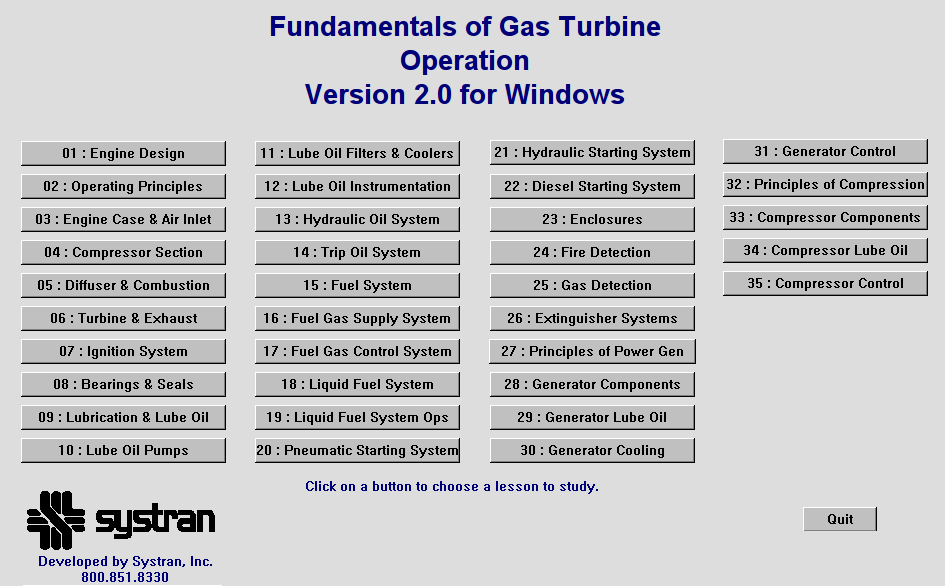 Fundamentals of Gas Turbine
Operation
Version 2.0 for Windows
01 : Engine Design
02 : Operating Principles
03 : Engine Case & Air Inlet
04 : Compressor Section
05 : Diffuser & Combustion
06 : Turbine & Exhaust
07 : Ignition System
08 : Bearings & Seals
09 : Lubrication & Lube Oil
10 : Lube Oil Pumps
11 : Lube Oil Filters & Coolers
12 : Lube Oil Instrumentation
13 : Hydraulic Oil System
14 : Trip Oil System
15 : Fuel System
16 : Fuel Gas Supply System
17 : Fuel Gas Control System
18 : Liquid Fuel System
19 : Liquid Fuel System Ops
20 : Pneumatic Starting System
21 : Hydraulic Starting System
22 : Diesel Starting System
23 : Enclosures
24 : Fire Detection
25 : Gas Detection
26 : Extinguisher Systems
27 : Principles of Power Gen
28 : Generator Components
29 : Generator Lube Oil
30 : Generator Cooling
31 : Generator Control
32 : Principles of Compression
33 : Compressor Components
34 : Compressor Lube Oil
35 : Compressor Control
Click on a button to choose a lesson to study.
systran
Developed by Systran, Inc.
800.851.8330
Quit